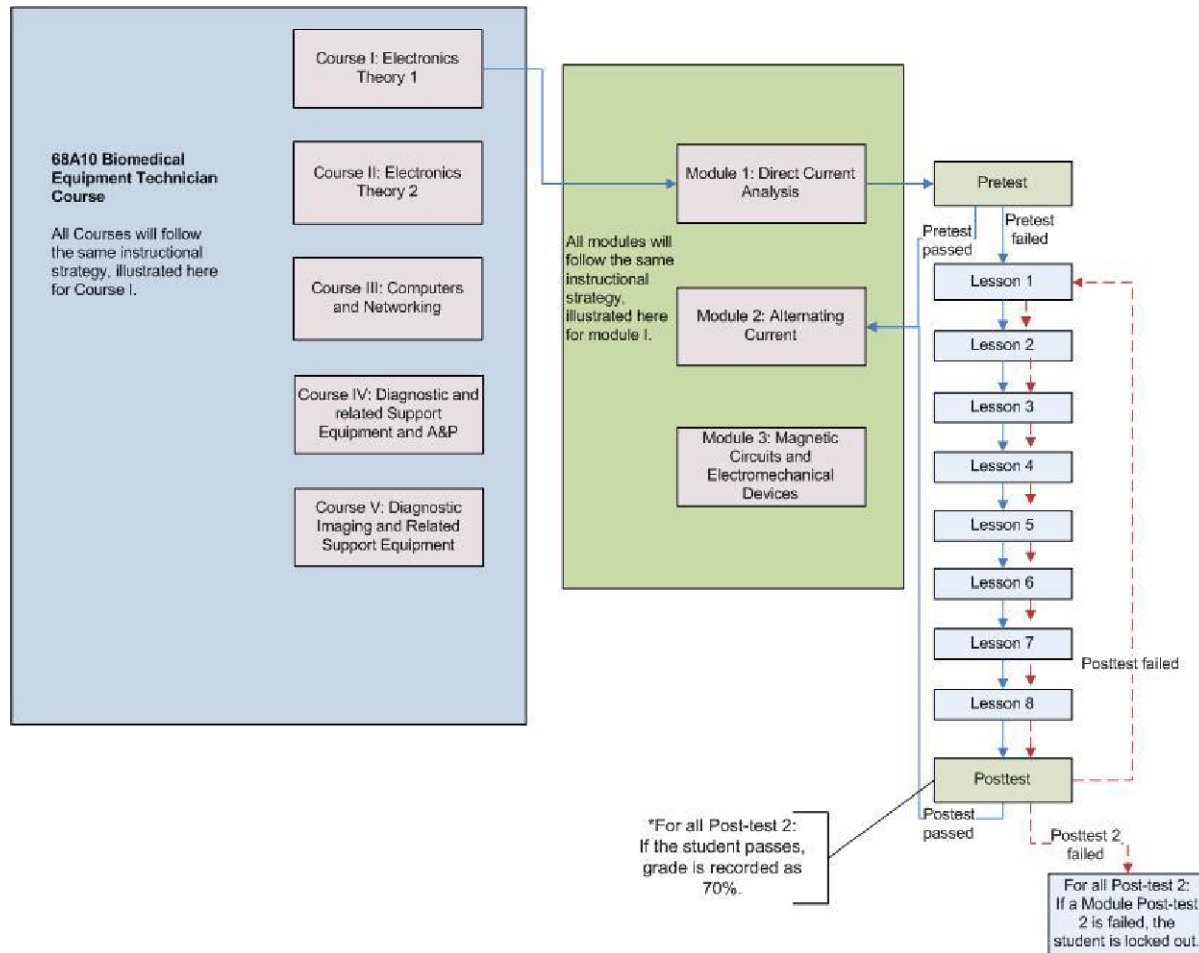 68A10 Biomedical
Equipment Technician
Course
All Courses will follow
the same instructional
strategy, illustrated here
for Course I.
Course I: Electronics
Theory 1
Course II: Electronics
Theory 2
Course III: Computers
and Networking
Course IV: Diagnostic and
related Support
Equipment and A&P
Course V: Diagnostic
Imaging and Related
Support Equipment
All modules will
follow the same
instructional
strategy,
illustrated here
for module I.
Module 1: Direct Current
Analysis
Module 2: Alternating
Current
Module 3: Magnetic
Circuits and
Electromechanical
Devices
Pretest
Pretest
passed
Pretest
failed
Lesson 1
Lesson 2
Lesson 3
Lesson 4
Lesson 5
Lesson 6
Lesson 7
Lesson 8
Posttest failed
Posttest
Postest
passed
Posttest 2
failed
*For all Post-test 2:
If the student passes,
grade is recorded as
70%.
For all Post-test 2:
If a Module Post-test
2 is failed, the
student is locked out.